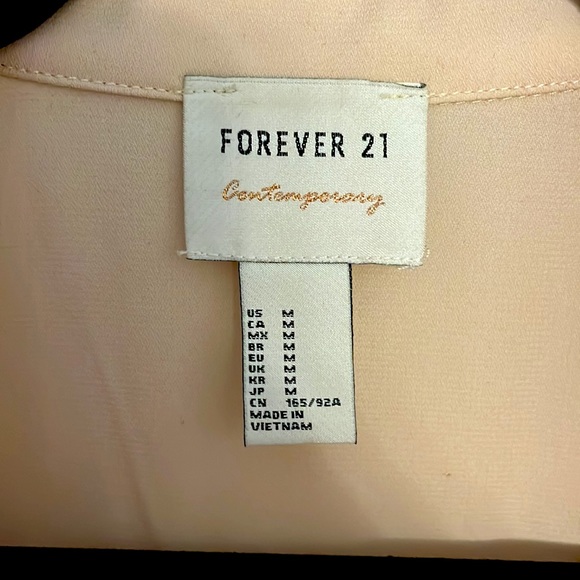 FOREVER 21
Contemporary
US M
CA M
MX M
BR M
EU M
UK M
KR M
JP M
CN 165/92A
MADE IN
VIETNAM